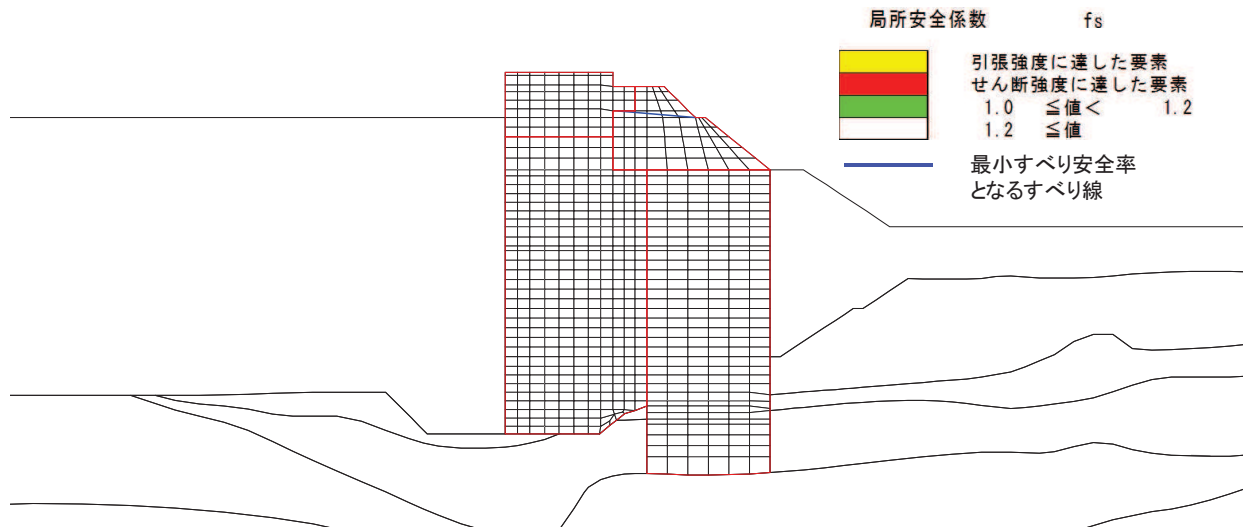 局所安全係数 fs
引張強度に達した要素
せん断強度に達した要素
1.0 ≦値< 1.2
1.2 ≦値
最小すべり安全率
となるすべり線